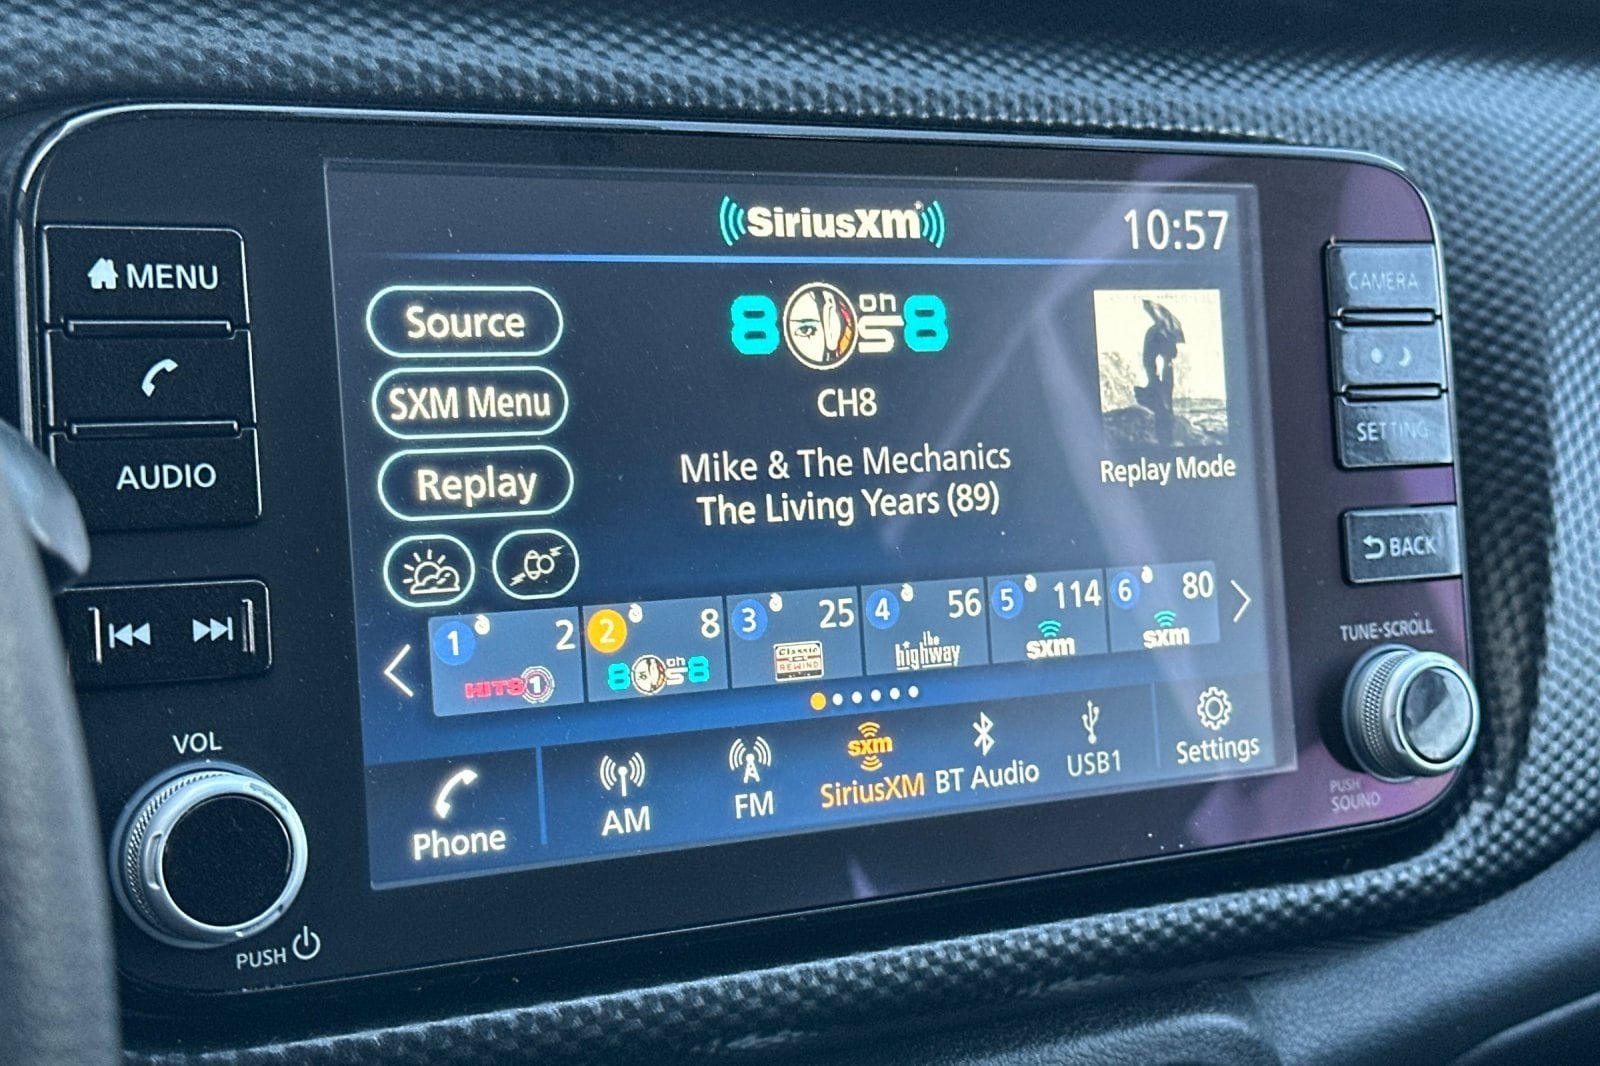 SiriusXM
10:57
MENU
AUDIO
Source
SXM Menu
Replay
8 on 8
CH8
Mike & The Mechanics
The Living Years (89)
Replay Mode
CAMERA
SETTING
BACK
1 2 HITS 1
2 8 80s on 8
3 25 Classic REWIND
4 56 the highway
5 114 sxm
6 80 sxm
Phone
AM
FM
sxm
SiriusXM
BT Audio
USB1
Settings
VOL
PUSH
TUNE·SCROLL
PUSH
SOUND